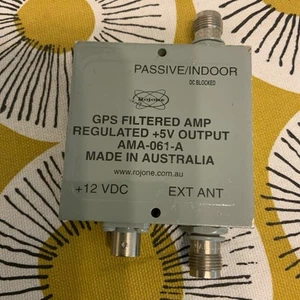 PASSIVE/INDOOR
DC BLOCKED
Rojone
GPS FILTERED AMP
REGULATED +5V OUTPUT
AMA-061-A
MADE IN AUSTRALIA
www.rojone.com.au
+12 VDC
EXT ANT